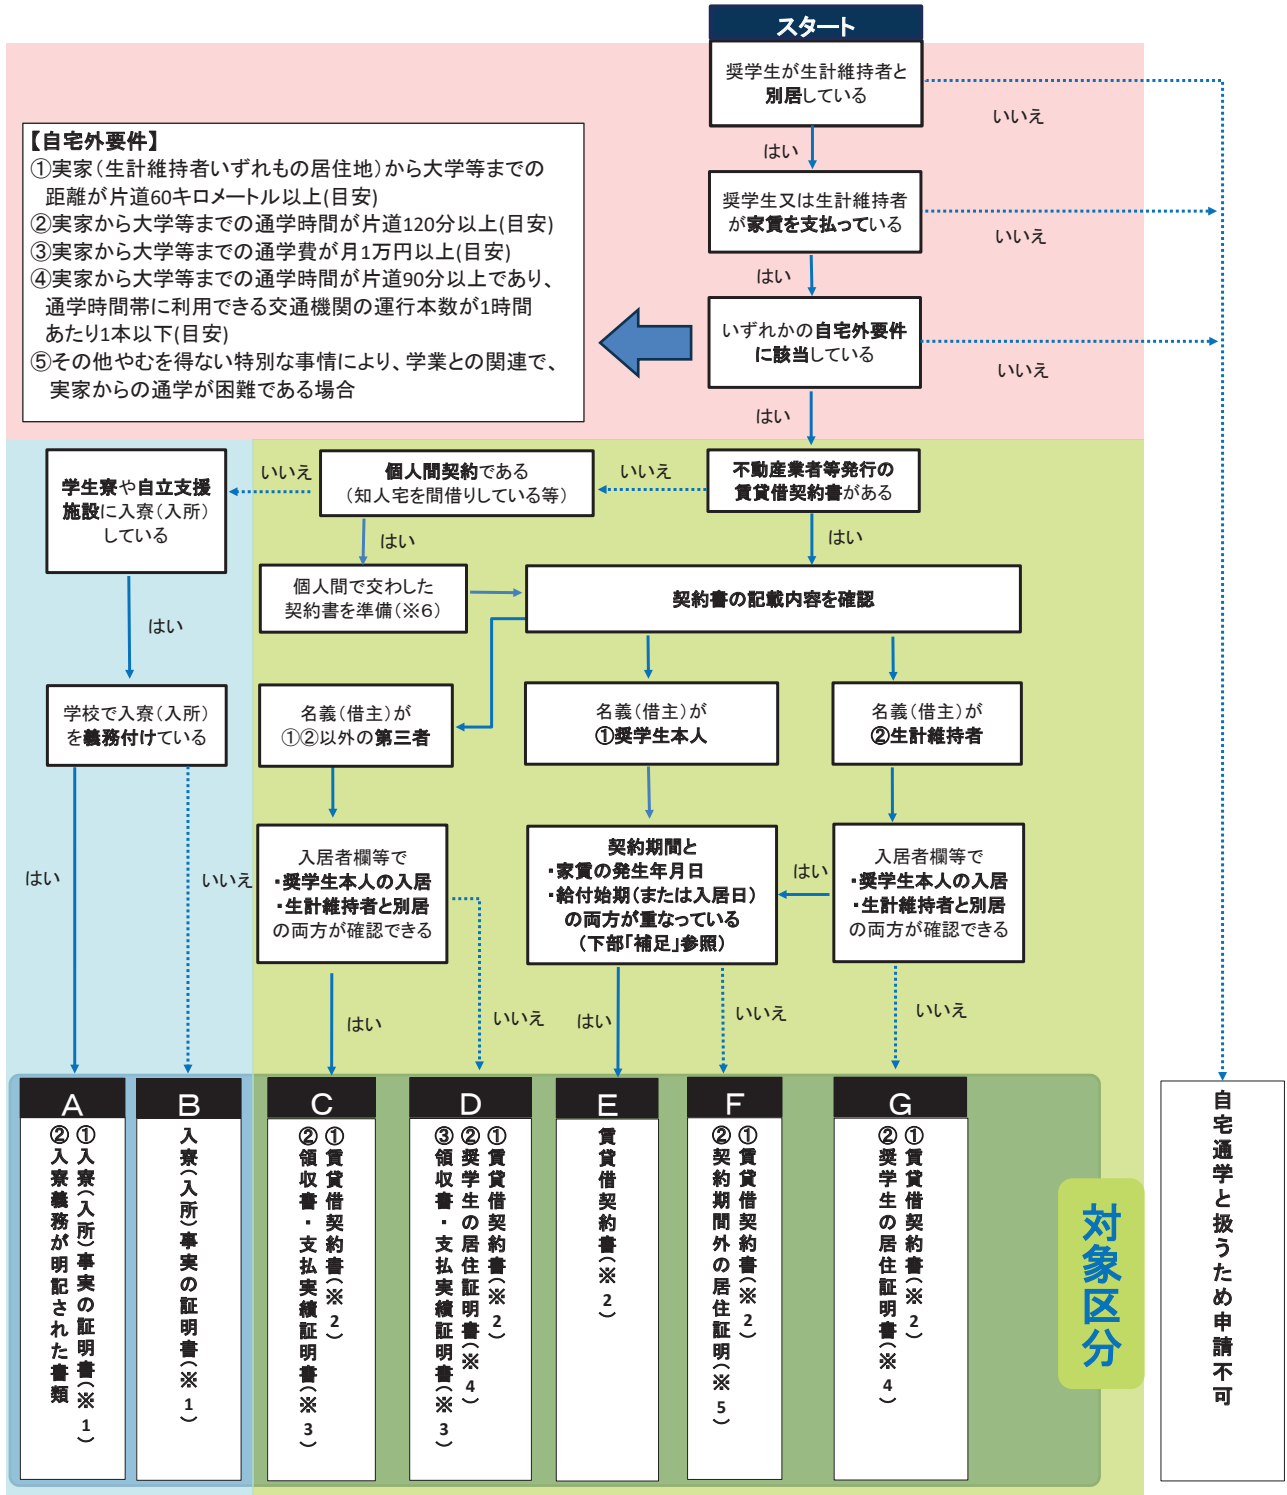 スタート
奨学生が生計維持者と
別居している
いいえ
はい
【自宅外要件】
①実家（生計維持者いずれもの居住地）から大学等までの
距離が片道60キロメートル以上(目安)
②実家から大学等までの通学時間が片道120分以上(目安)
③実家から大学等までの通学費が月1万円以上(目安)
④実家から大学等までの通学時間が片道90分以上であり、
通学時間帯に利用できる交通機関の運行本数が1時間
あたり1本以下(目安)
⑤その他やむを得ない特別な事情により、学業との関連で、
実家からの通学が困難である場合
奨学生又は生計維持者
が家賃を支払っている
いいえ
はい
いずれかの自宅外要件
に該当している
いいえ
はい
不動産業者等発行の
賃貸借契約書がある
いいえ
はい
個人間契約である
（知人宅を間借りしている等）
いいえ
はい
学生寮や自立支援
施設に入寮（入所）
している
はい
個人間で交わした
契約書を準備（※6）
契約書の記載内容を確認
学校で入寮（入所）
を義務付けている
はい
いいえ
名義（借主）が
①②以外の第三者
名義（借主）が
①奨学生本人
名義（借主）が
②生計維持者
入居者欄等で
・奨学生本人の入居
・生計維持者と別居
の両方が確認できる
はい
いいえ
契約期間と
・家賃の発生年月日
・給付始期（または入居日）
の両方が重なっている
（下部「補足」参照）
はい
いいえ
はい
入居者欄等で
・奨学生本人の入居
・生計維持者と別居
の両方が確認できる
いいえ
A
①入寮（入所）事実の証明書（※1）
②入寮義務が明記された書類
B
入寮（入所）事実の証明書（※1）
C
①賃貸借契約書（※2）
②領収書・支払実績証明書（※3）
D
①賃貸借契約書（※2）
②奨学生の居住証明書（※4）
③領収書・支払実績証明書（※3）
E
賃貸借契約書（※2）
F
①賃貸借契約書（※2）
②契約期間外の居住証明（※5）
G
①賃貸借契約書（※2）
②奨学生の居住証明書（※4）
対象区分
自宅通学と扱うため申請不可